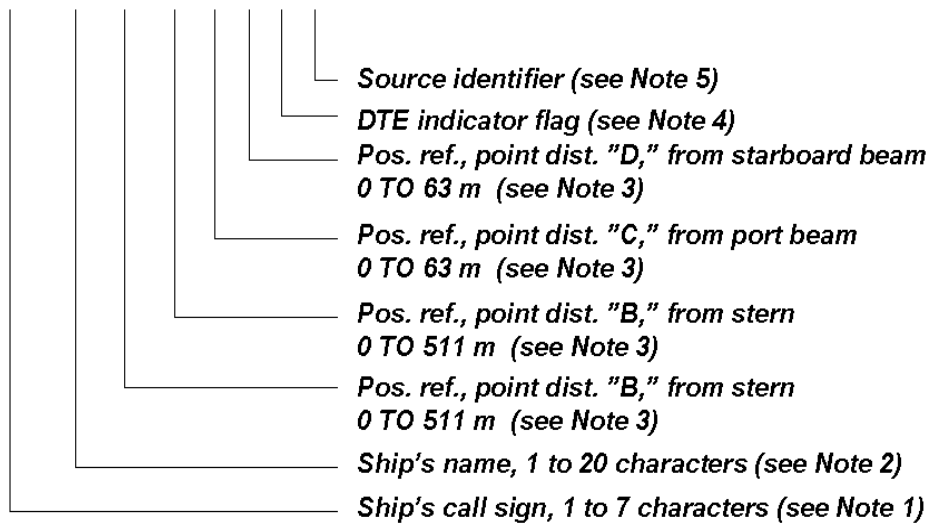 Source identifier (see Note 5)
DTE indicator flag (see Note 4)
Pos. ref., point dist. ”D,” from starboard beam
0 TO 63 m (see Note 3)
Pos. ref., point dist. ”C,” from port beam
0 TO 63 m (see Note 3)
Pos. ref., point dist. ”B,” from stern
0 TO 511 m (see Note 3)
Pos. ref., point dist. ”B,” from stern
0 TO 511 m (see Note 3)
Ship’s name, 1 to 20 characters (see Note 2)
Ship’s call sign, 1 to 7 characters (see Note 1)